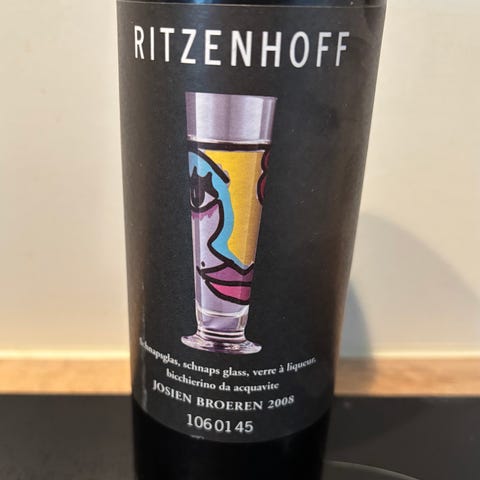 RITZENHOFF
Schnapsglas, schnaps glass, verre à liqueur,
bicchierino da acquavite
JOSIEN BROEREN 2008
1060145